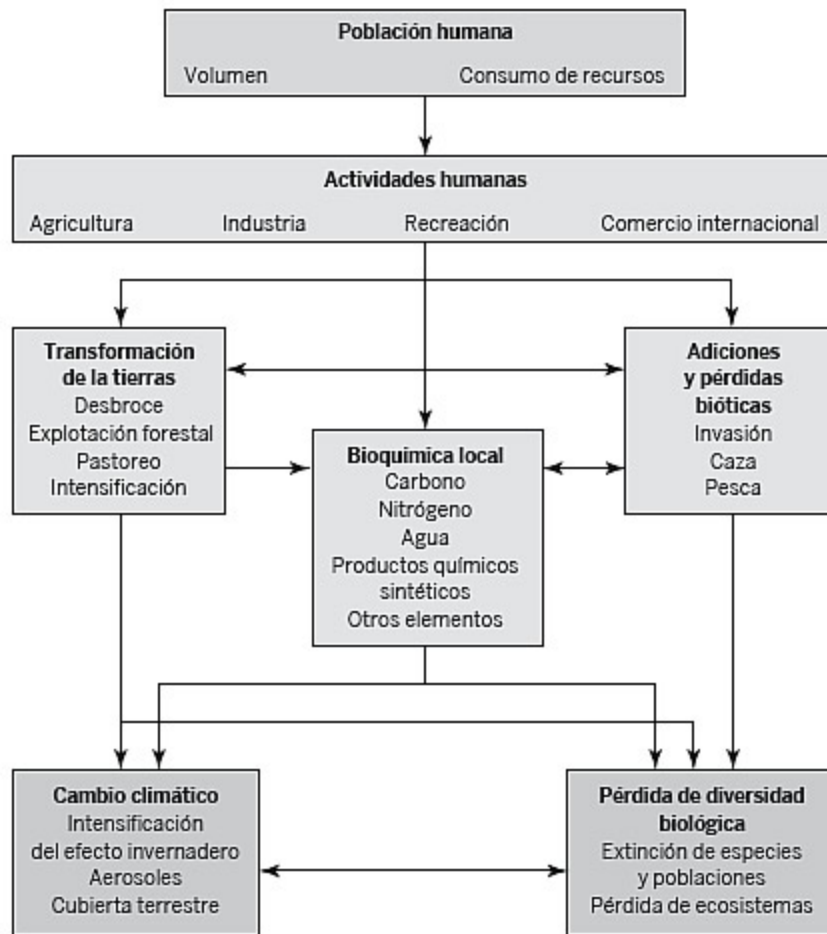 Población humana
Volumen Consumo de recursos
Actividades humanas
Agricultura Industria Recreación Comercio internacional
Transformación
de la tierras
Desbroce
Explotación forestal
Pastoreo
Intensificación
Adiciones
y pérdidas
bióticas
Invasión
Caza
Pesca
Bioquímica local
Carbono
Nitrógeno
Agua
Productos químicos
sintéticos
Otros elementos
Cambio climático
Intensificación
del efecto invernadero
Aerosoles
Cubierta terrestre
Pérdida de diversidad
biológica
Extinción de especies
y poblaciones
Pérdida de ecosistemas